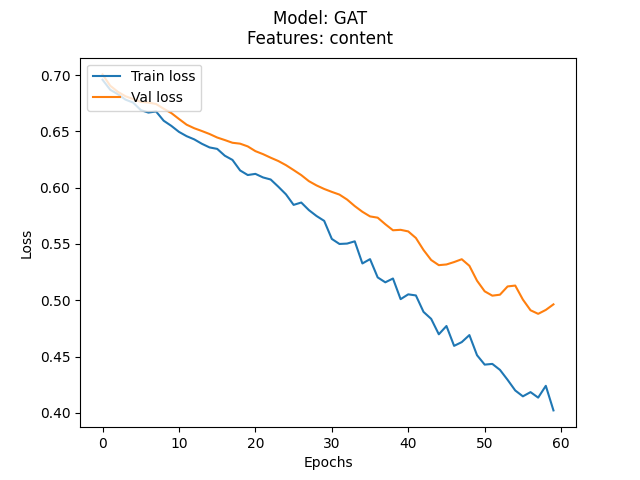 Model: GAT
Features: content
Train loss
Val loss
0.70
0.65
0.60
0.55
0.50
0.45
0.40
Loss
0 10 20 30 40 50 60
Epochs